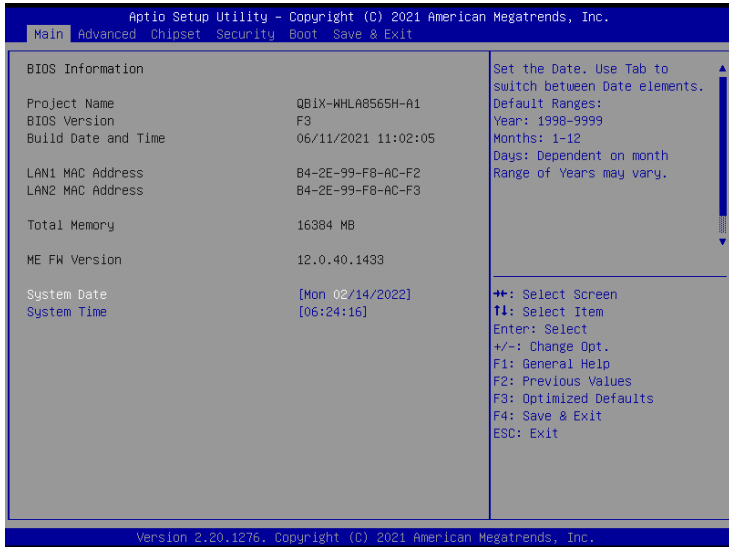 Aptio Setup Utility – Copyright (C) 2021 American Megatrends, Inc.
Main Advanced Chipset Security Boot Save & Exit
BIOS Information
Project Name QBiX-WHLA8565H-A1
BIOS Version F3
Build Date and Time 06/11/2021 11:02:05
LAN1 MAC Address B4-2E-99-F8-AC-F2
LAN2 MAC Address B4-2E-99-F8-AC-F3
Total Memory 16384 MB
ME FW Version 12.0.40.1433
System Date [Mon 02/14/2022]
System Time [06:24:16]
Set the Date. Use Tab to
switch between Date elements.
Default Ranges:
Year: 1998-9999
Months: 1-12
Days: Dependent on month
Range of Years may vary.
→←: Select Screen
↑↓: Select Item
Enter: Select
+/-: Change Opt.
F1: General Help
F2: Previous Values
F3: Optimized Defaults
F4: Save & Exit
ESC: Exit
Version 2.20.1276. Copyright (C) 2021 American Megatrends, Inc.